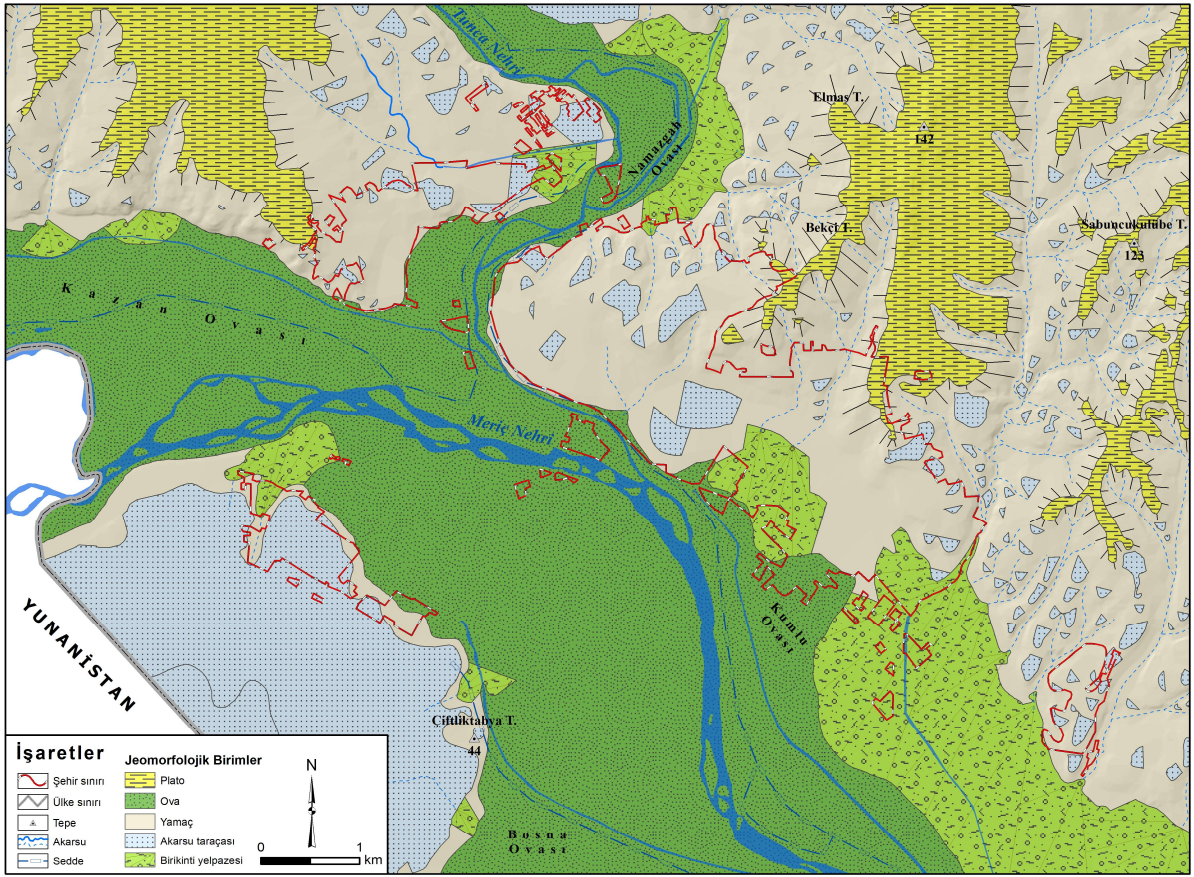 Tunca Nehri
Elmas T.
142
Namazgah
Ovası
Bekçi T.
Sabuncukulübe T.
123
Kazan Ovası
Meriç Nehri
Kumlu
Ovası
YUNANİSTAN
Çiftliktabya T.
44
Bosna
Ovası
İşaretler
Şehir sınırı
Ülke sınırı
Tepe
Akarsu
Sedde
Jeomorfolojik Birimler
Plato
Ova
Yamaç
Akarsu taraçası
Birikinti yelpazesi
N
0 1
km